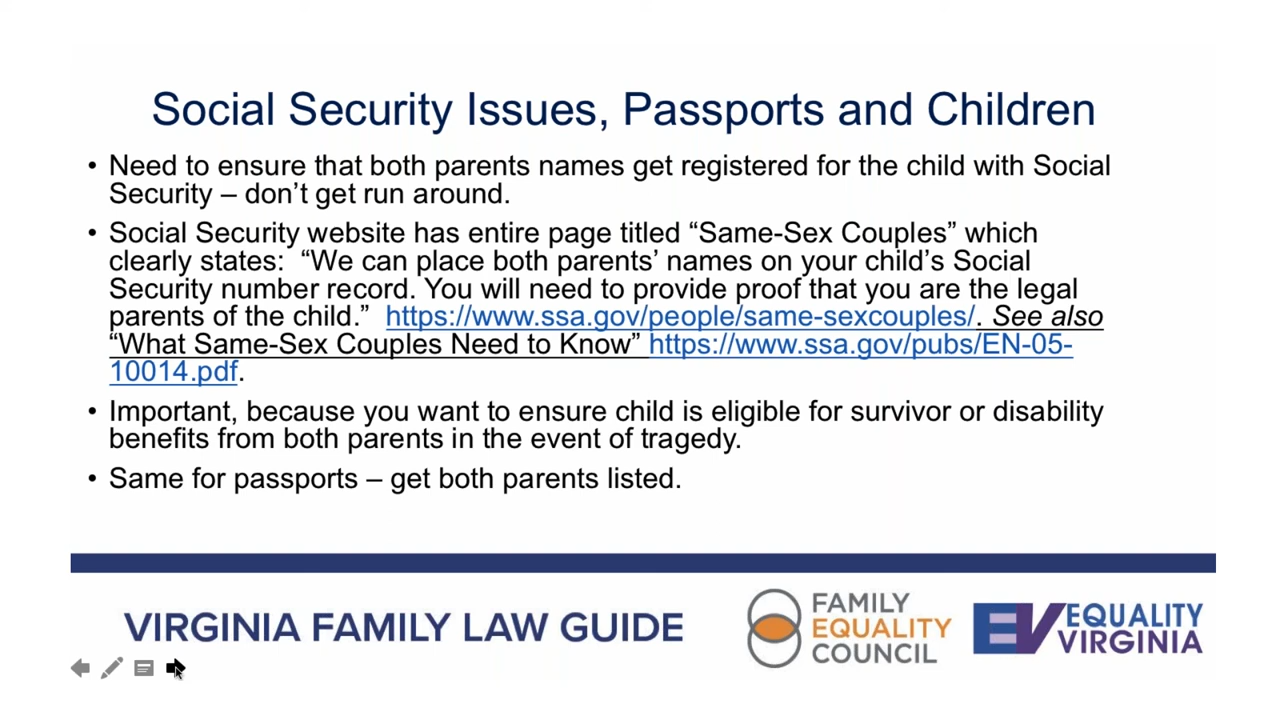 Social Security Issues, Passports and Children
• Need to ensure that both parents names get registered for the child with Social
Security – don’t get run around.
• Social Security website has entire page titled “Same-Sex Couples” which
clearly states:  “We can place both parents’ names on your child’s Social
Security number record. You will need to provide proof that you are the legal
parents of the child.”  https://www.ssa.gov/people/same-sexcouples/. See also
“What Same-Sex Couples Need to Know” https://www.ssa.gov/pubs/EN-05-
10014.pdf.
• Important, because you want to ensure child is eligible for survivor or disability
benefits from both parents in the event of tragedy.
• Same for passports – get both parents listed.
VIRGINIA FAMILY LAW GUIDE
FAMILY
EQUALITY
COUNCIL
EV
EQUALITY
VIRGINIA